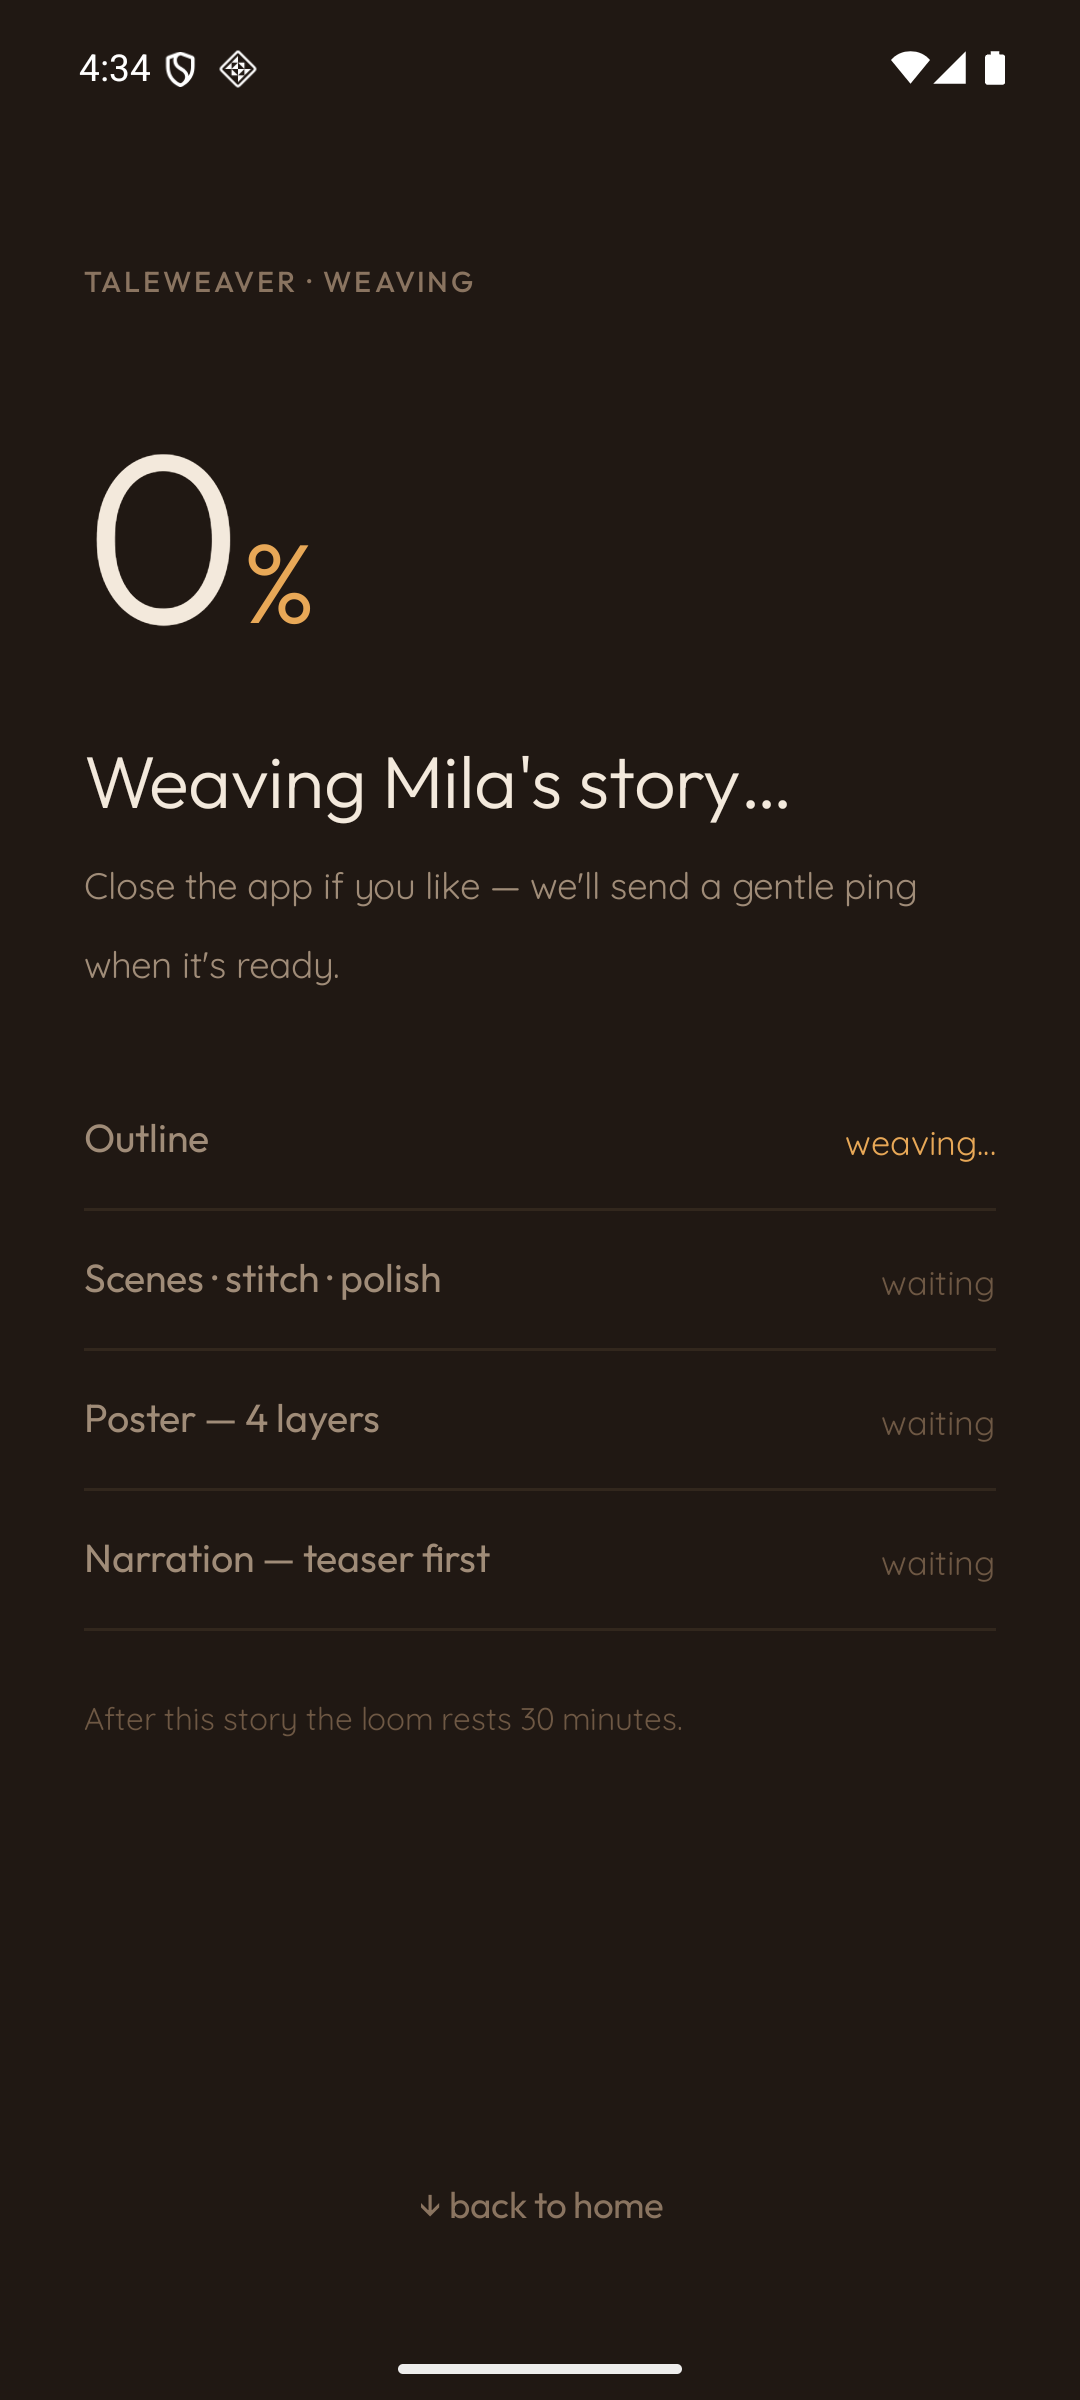 4:34
TALEWEAVER · WEAVING
0%
Weaving Mila's story...
Close the app if you like — we'll send a gentle ping
when it's ready.
Outline weaving...
Scenes · stitch · polish waiting
Poster — 4 layers waiting
Narration — teaser first waiting
After this story the loom rests 30 minutes.
↓ back to home